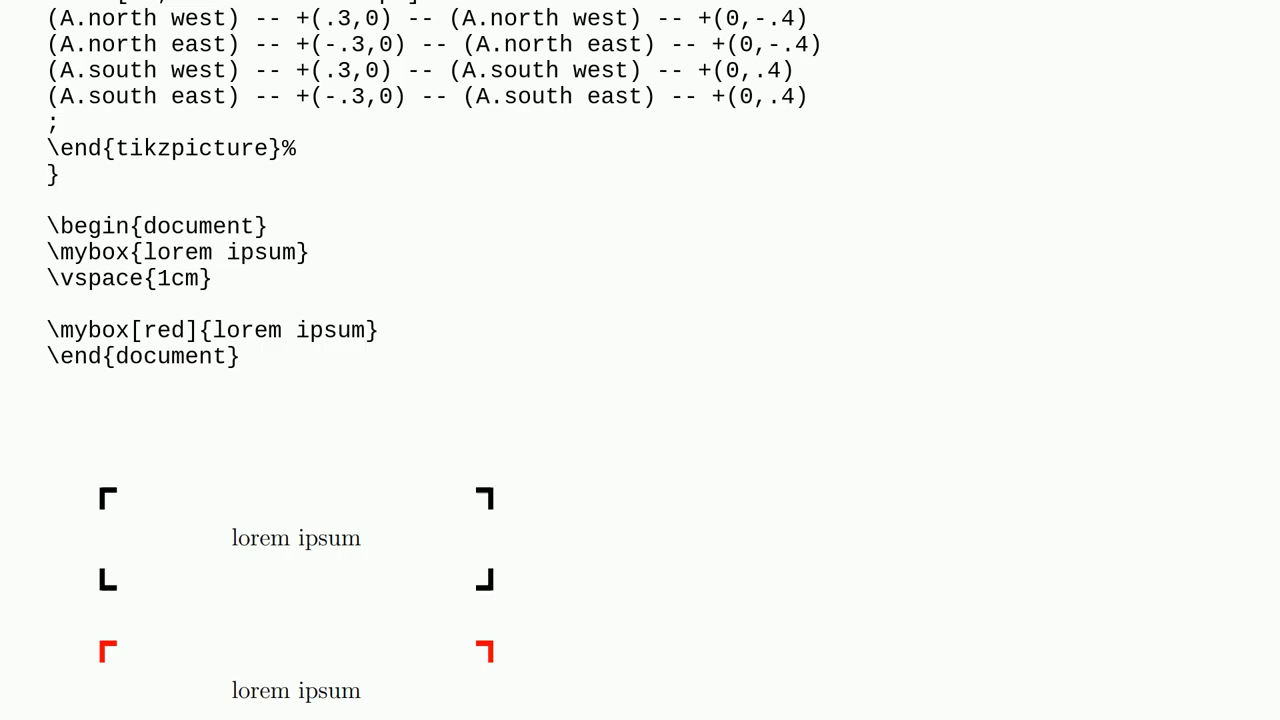 (A.north west) -- +(.3,0) -- (A.north west) -- +(0,-.4)
(A.north east) -- +(-.3,0) -- (A.north east) -- +(0,-.4)
(A.south west) -- +(.3,0) -- (A.south west) -- +(0,.4)
(A.south east) -- +(-.3,0) -- (A.south east) -- +(0,.4)
;
\end{tikzpicture}%
}
\begin{document}
\mybox{lorem ipsum}
\vspace{1cm}
\mybox[red]{lorem ipsum}
\end{document}
lorem ipsum
lorem ipsum